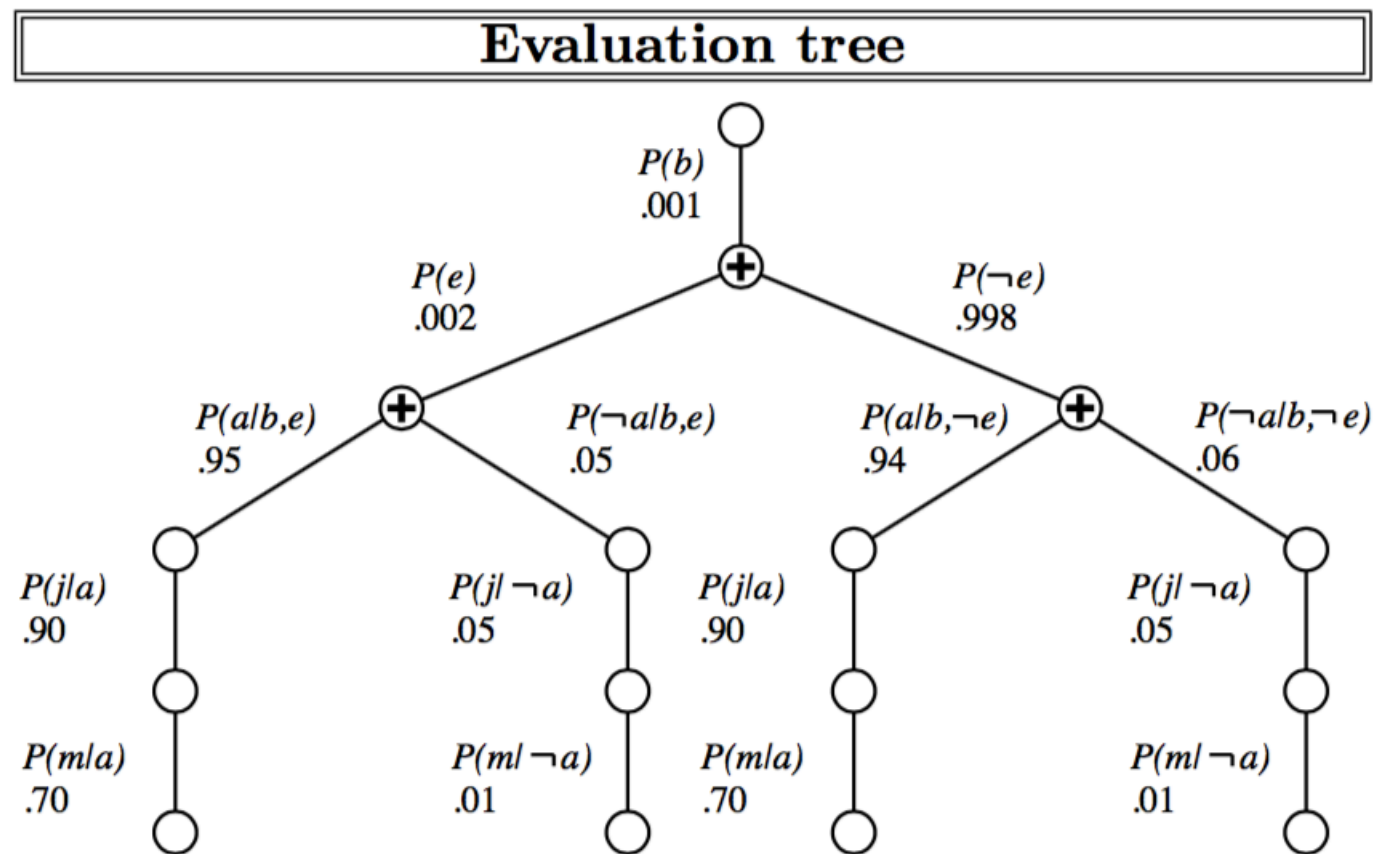 Evaluation tree
P(b)
.001
P(e)
.002
P(¬e)
.998
P(a|b,e)
.95
P(¬a|b,e)
.05
P(a|b,¬e)
.94
P(¬a|b,¬e)
.06
P(j|a)
.90
P(j|¬a)
.05
P(j|a)
.90
P(j|¬a)
.05
P(m|a)
.70
P(m|¬a)
.01
P(m|a)
.70
P(m|¬a)
.01